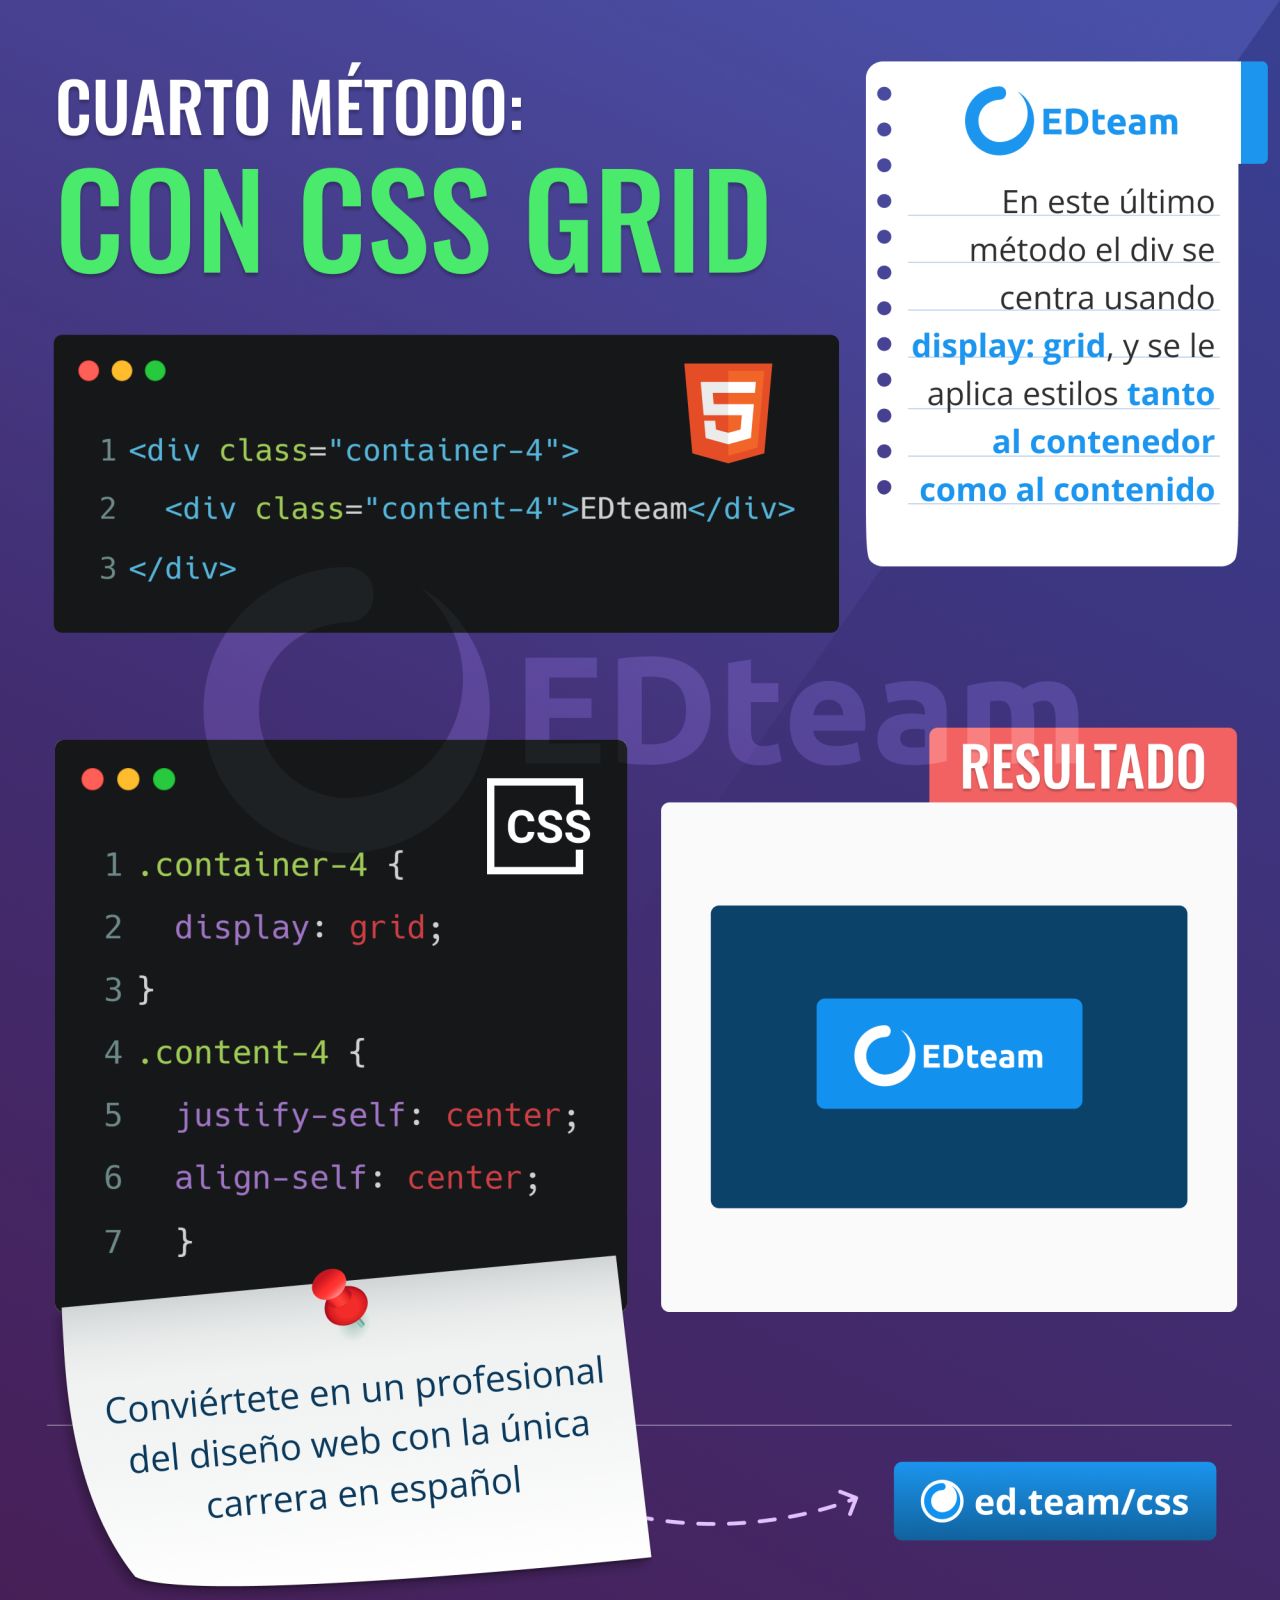 CUARTO MÉTODO:
CON CSS GRID
EDteam
En este último
método el div se
centra usando
display: grid, y se le
aplica estilos tanto
al contenedor
como al contenido
5
1 <div class="container-4">
2   <div class="content-4">EDteam</div>
3 </div>
EDteam
CSS
1 .container-4 {
2   display: grid;
3 }
4 .content-4 {
5   justify-self: center;
6   align-self: center;
7   }
RESULTADO
EDteam
Conviértete en un profesional
del diseño web con la única
carrera en español
ed.team/css